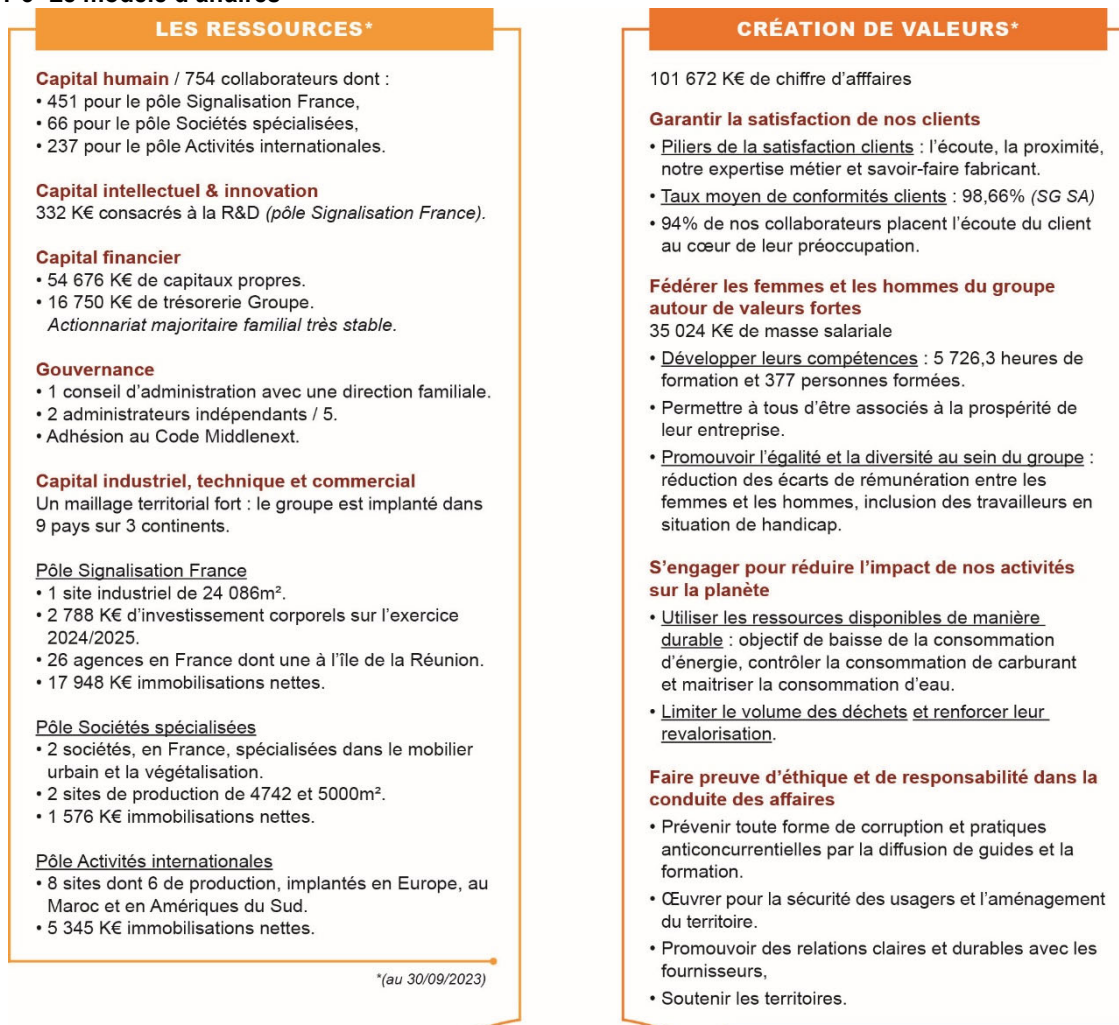 LES RESSOURCES*
Capital humain / 754 collaborateurs dont :
• 451 pour le pôle Signalisation France,
• 66 pour le pôle Sociétés spécialisées,
• 237 pour le pôle Activités internationales.
Capital intellectuel & innovation
332 K€ consacrés à la R&D (pôle Signalisation France).
Capital financier
• 54 676 K€ de capitaux propres.
• 16 750 K€ de trésorerie Groupe.
Actionnariat majoritaire familial très stable.
Gouvernance
• 1 conseil d'administration avec une direction familiale.
• 2 administrateurs indépendants / 5.
• Adhésion au Code Middlenext.
Capital industriel, technique et commercial
Un maillage territorial fort : le groupe est implanté dans
9 pays sur 3 continents.
Pôle Signalisation France
• 1 site industriel de 24 086m².
• 2 788 K€ d'investissement corporels sur l'exercice
2024/2025.
• 26 agences en France dont une à l'île de la Réunion.
• 17 948 K€ immobilisations nettes.
Pôle Sociétés spécialisées
• 2 sociétés, en France, spécialisées dans le mobilier
urbain et la végétalisation.
• 2 sites de production de 4742 et 5000m².
• 1 576 K€ immobilisations nettes.
Pôle Activités internationales
• 8 sites dont 6 de production, implantés en Europe, au
Maroc et en Amériques du Sud.
• 5 345 K€ immobilisations nettes.
*(au 30/09/2023)
CRÉATION DE VALEURS*
101 672 K€ de chiffre d'afffaires
Garantir la satisfaction de nos clients
• Piliers de la satisfaction clients : l'écoute, la proximité,
notre expertise métier et savoir-faire fabricant.
• Taux moyen de conformités clients : 98,66% (SG SA)
• 94% de nos collaborateurs placent l'écoute du client
au cœur de leur préoccupation.
Fédérer les femmes et les hommes du groupe
autour de valeurs fortes
35 024 K€ de masse salariale
• Développer leurs compétences : 5 726,3 heures de
formation et 377 personnes formées.
• Permettre à tous d'être associés à la prospérité de
leur entreprise.
• Promouvoir l'égalité et la diversité au sein du groupe :
réduction des écarts de rémunération entre les
femmes et les hommes, inclusion des travailleurs en
situation de handicap.
S'engager pour réduire l'impact de nos activités
sur la planète
• Utiliser les ressources disponibles de manière
durable : objectif de baisse de la consommation
d'énergie, contrôler la consommation de carburant
et maitriser la consommation d'eau.
• Limiter le volume des déchets et renforcer leur
revalorisation.
Faire preuve d'éthique et de responsabilité dans la
conduite des affaires
• Prévenir toute forme de corruption et pratiques
anticoncurrentielles par la diffusion de guides et la
formation.
• Œuvrer pour la sécurité des usagers et l'aménagement
du territoire.
• Promouvoir des relations claires et durables avec les
fournisseurs,
• Soutenir les territoires.